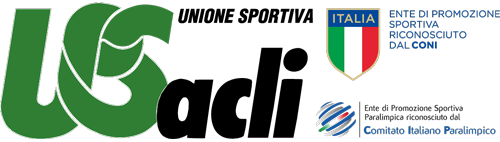 UNIONE SPORTIVA
US acli
ITALIA
ENTE DI PROMOZIONE
SPORTIVA
RICONOSCIUTO
DAL CONI
Ente di Promozione Sportiva
Paralimpica riconosciuto dal
Comitato Italiano Paralimpico